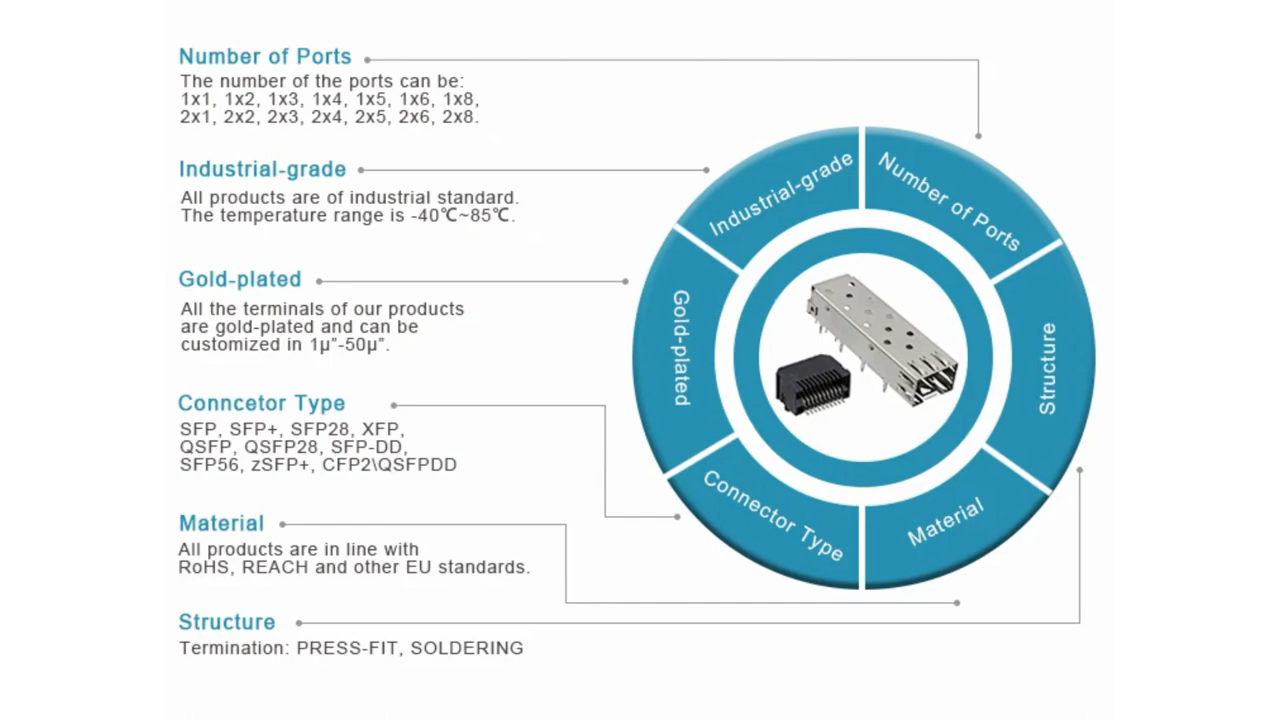 Number of Ports
The number of the ports can be:
1x1, 1x2, 1x3, 1x4, 1x5, 1x6, 1x8,
2x1, 2x2, 2x3, 2x4, 2x5, 2x6, 2x8.
Industrial-grade
All products are of industrial standard.
The temperature range is -40℃~85℃.
Gold-plated
All the terminals of our products
are gold-plated and can be
customized in 1μ”-50μ”.
Conncetor Type
SFP, SFP+, SFP28, XFP,
QSFP, QSFP28, SFP-DD,
SFP56, zSFP+, CFP2\QSFPDD
Material
All products are in line with
RoHS, REACH and other EU standards.
Structure
Termination: PRESS-FIT, SOLDERING
Industrial-grade
Number of Ports
Gold-plated
Structure
Connector Type
Material